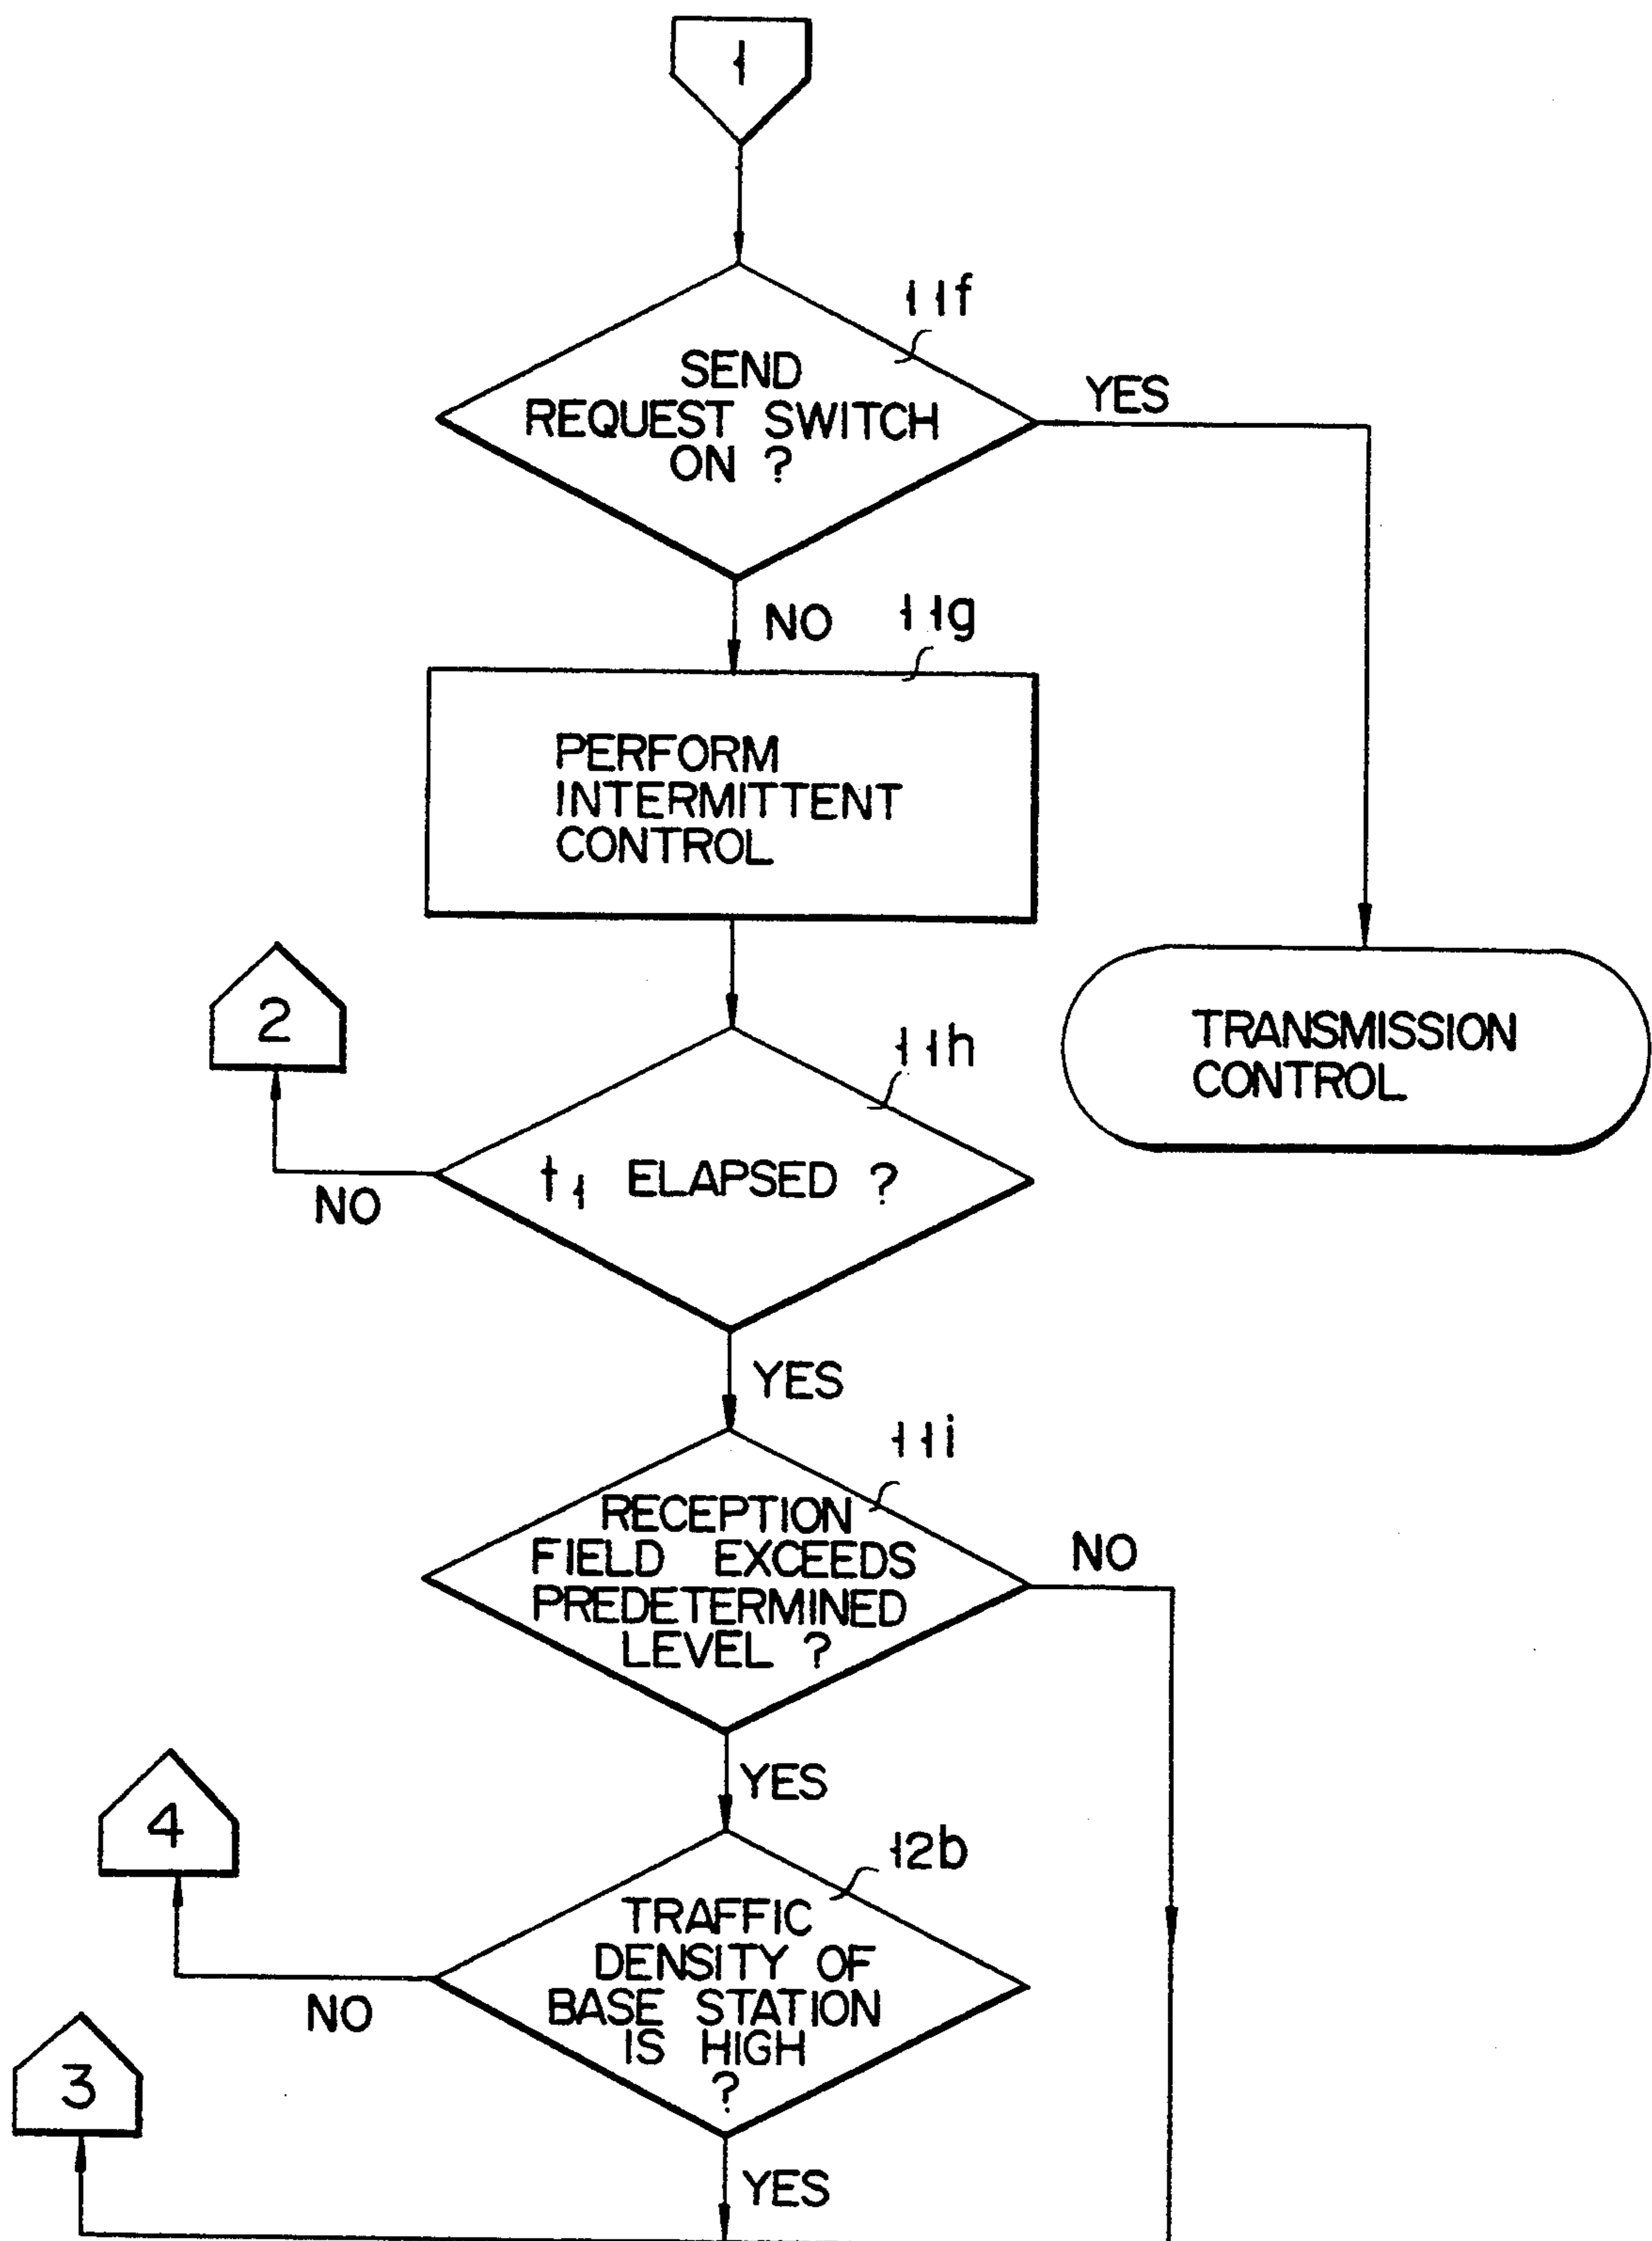 1
11f
SEND
REQUEST SWITCH
ON ?
YES
NO
11g
PERFORM
INTERMITTENT
CONTROL
TRANSMISSION
CONTROL
2
11h
t1 ELAPSED ?
NO
YES
11i
RECEPTION
FIELD EXCEEDS
PREDETERMINED
LEVEL ?
NO
YES
4
12b
TRAFFIC
DENSITY OF
BASE STATION
IS HIGH
?
NO
3
YES